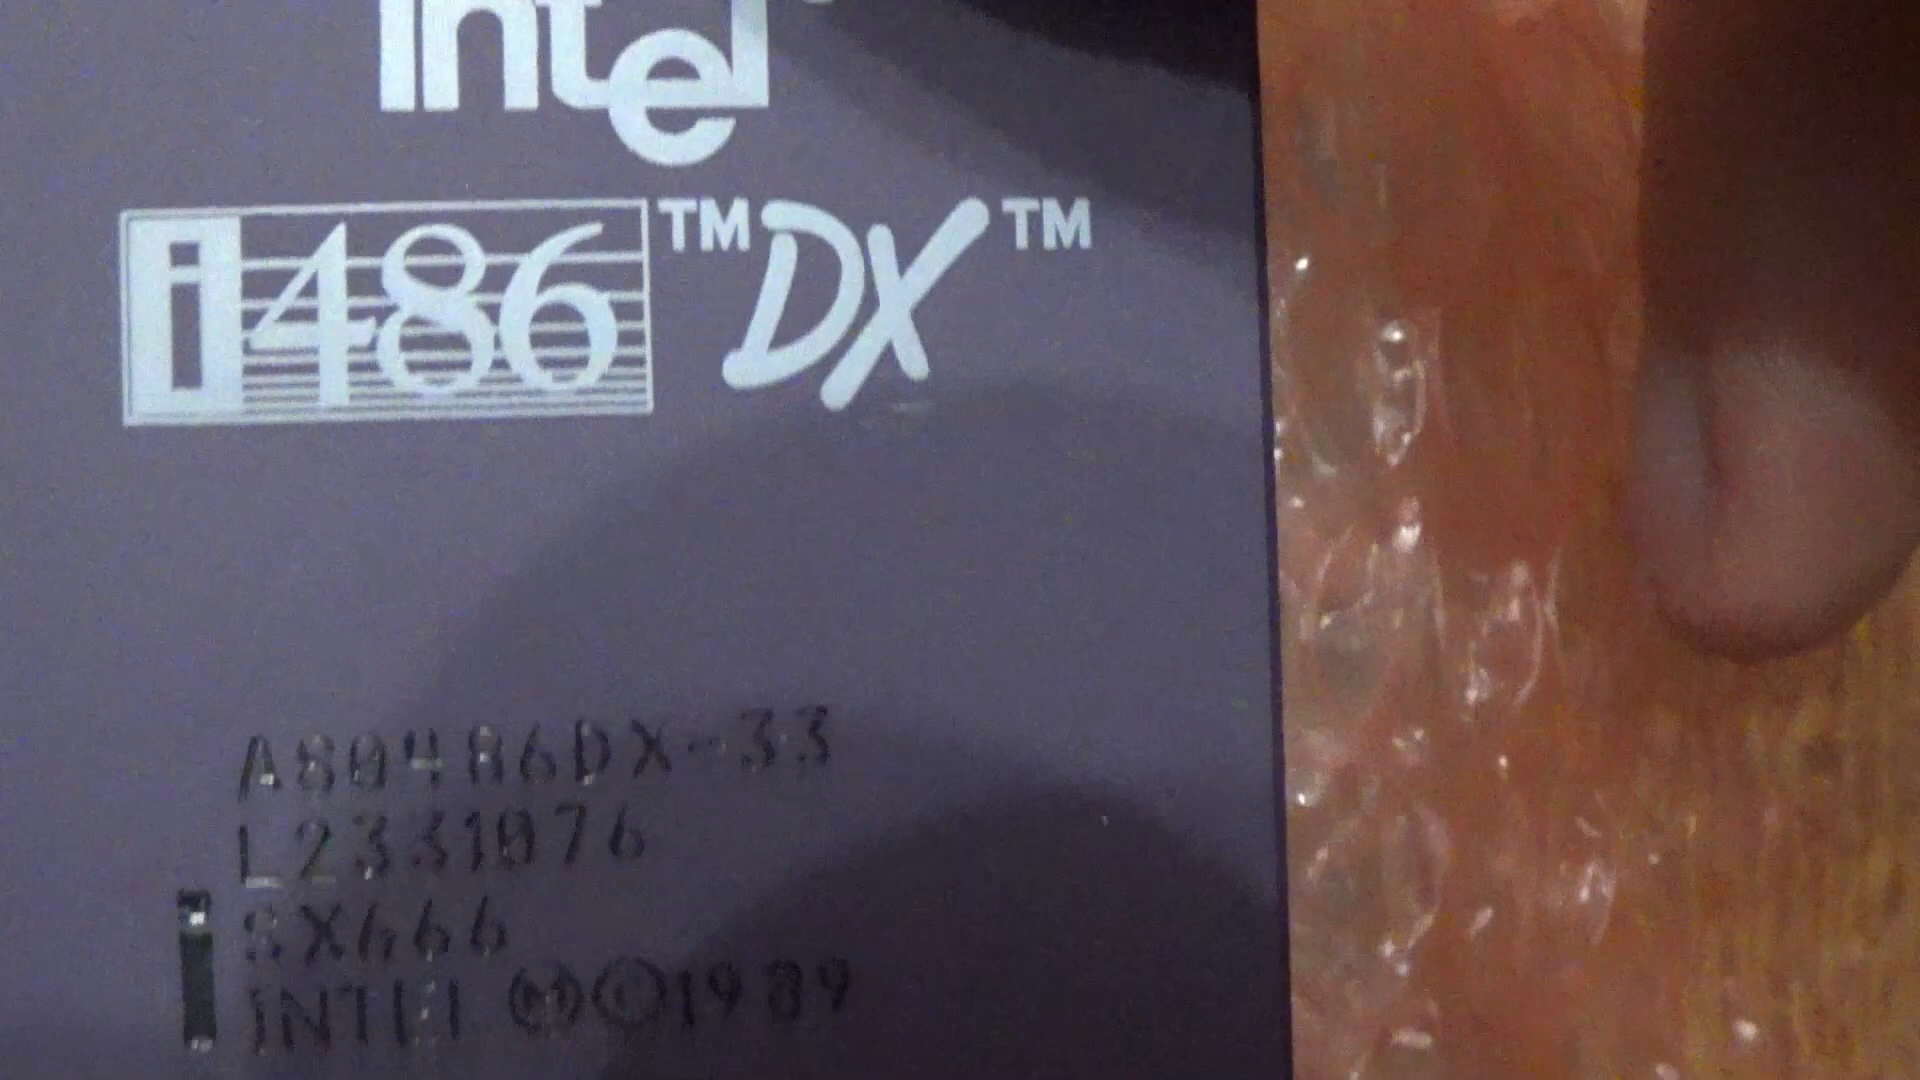 intel
i486™ DX™
A80486DX-33
L2331076
SX666
INTEL Ⓜ©1989